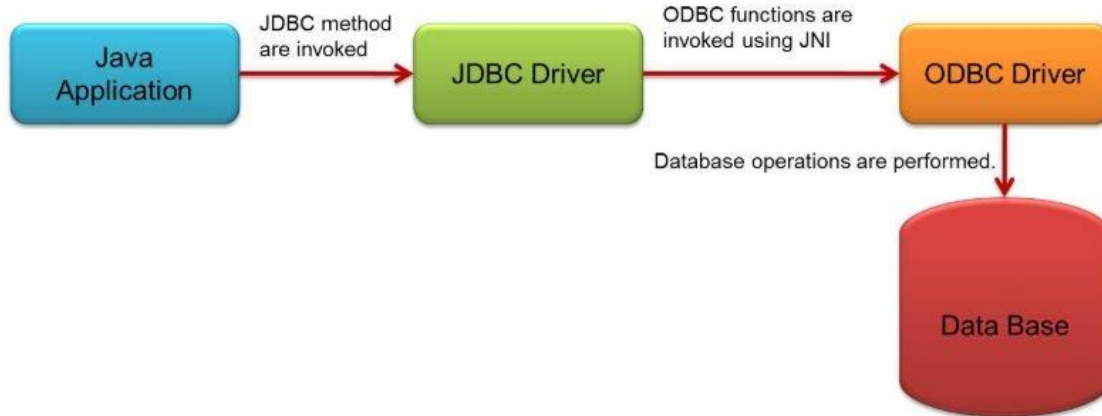 Java
Application
JDBC method
are invoked
JDBC Driver
ODBC functions are
invoked using JNI
ODBC Driver
Database operations are performed.
Data Base